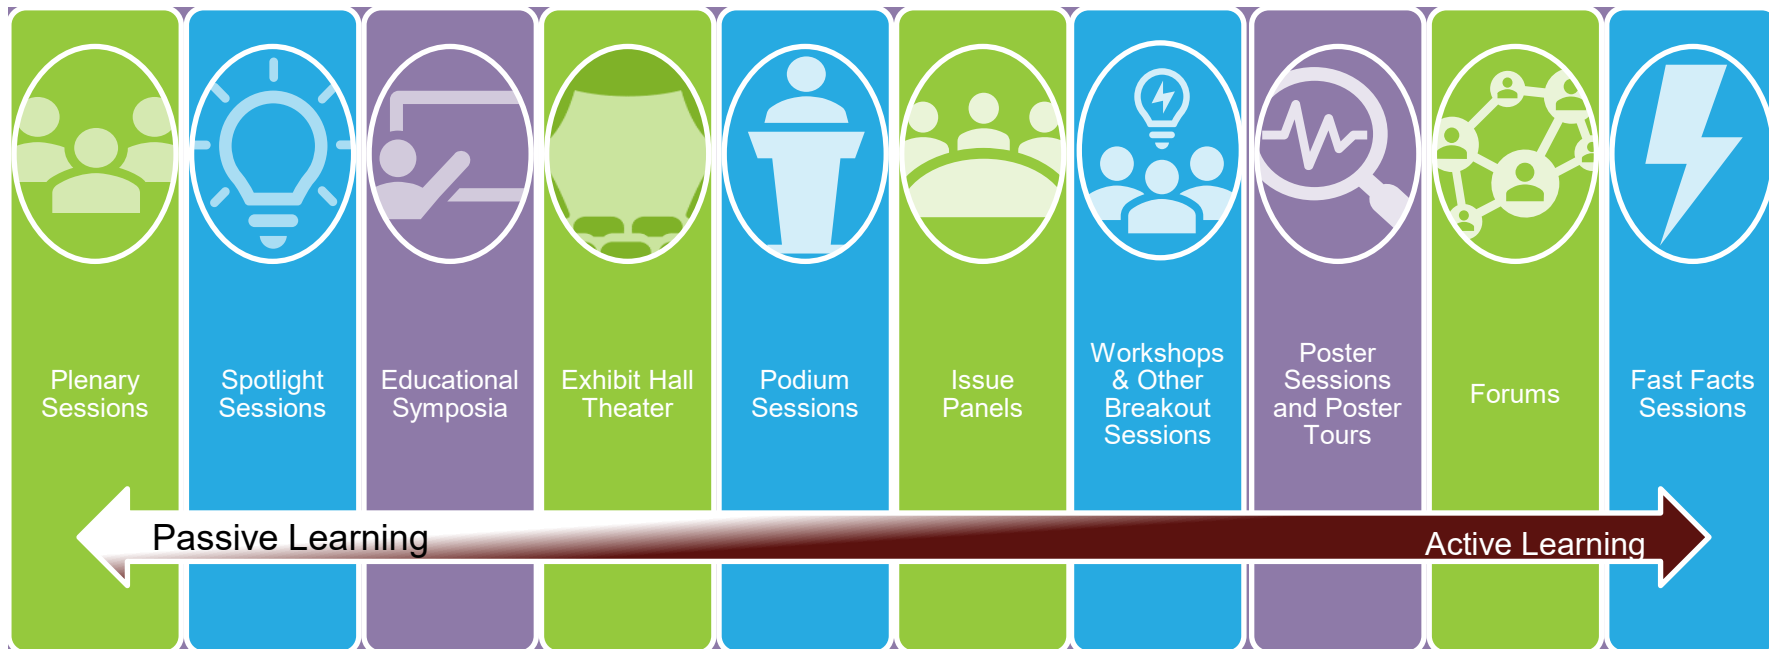 Plenary
Sessions
Spotlight
Sessions
Educational
Symposia
Exhibit Hall
Theater
Podium
Sessions
Issue
Panels
Workshops
& Other
Breakout
Sessions
Poster
Sessions
and Poster
Tours
Forums
Fast Facts
Sessions
Passive Learning
Active Learning